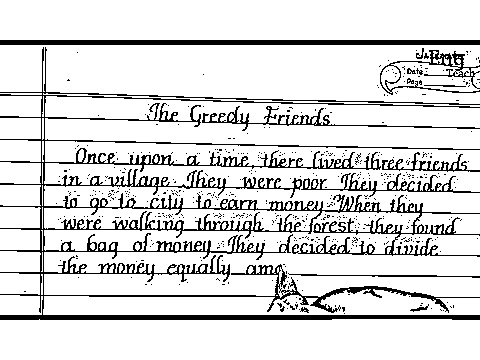 Eng
Date
Teach
Page
The Greedy Friends
Once upon a time, there lived three friends
in a village. They were poor. They decided
to go to city to earn money. When they
were walking through the forest, they found
a bag of money. They decided to divide
the money equally amo